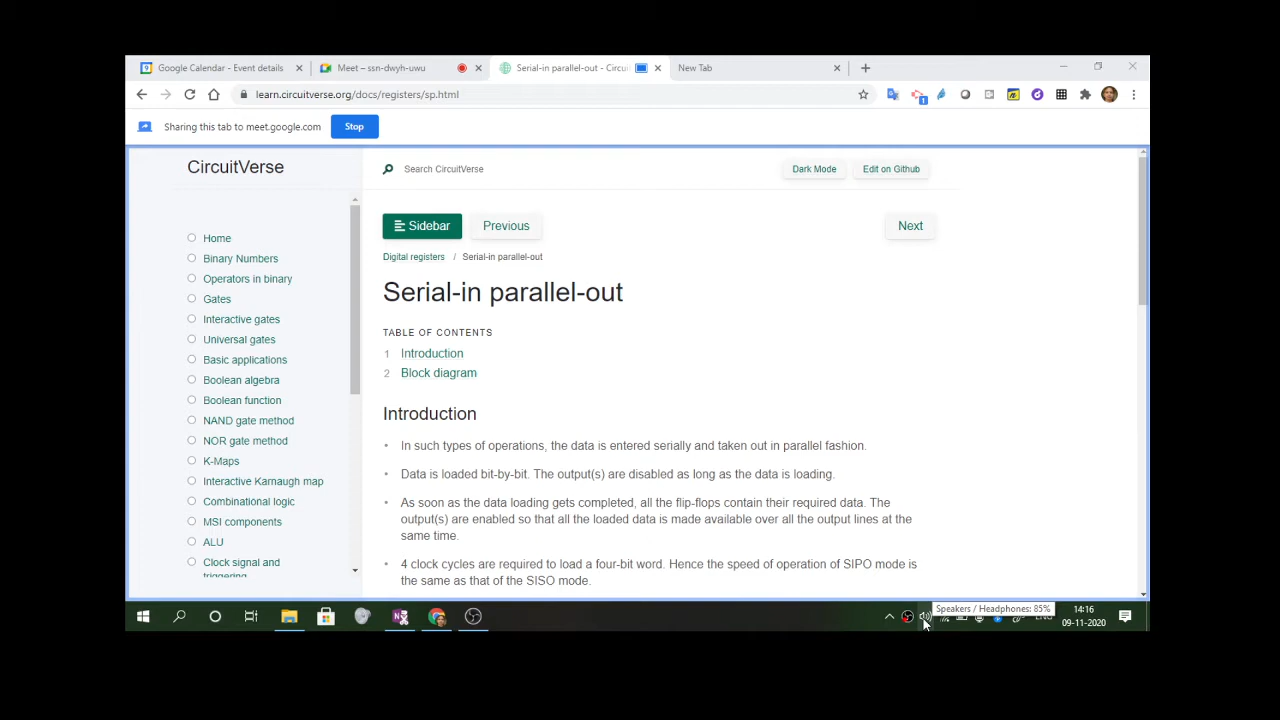 Google Calendar - Event details
Meet – ssn-dwyh-uwu
Serial-in parallel-out - Circui
New Tab
learn.circuitverse.org/docs/registers/sp.html
1
Sharing this tab to meet.google.com
Stop
CircuitVerse
Search CircuitVerse
Dark Mode
Edit on Github
Sidebar
Previous
Next
Home
Binary Numbers
Operators in binary
Gates
Interactive gates
Universal gates
Basic applications
Boolean algebra
Boolean function
NAND gate method
NOR gate method
K-Maps
Interactive Karnaugh map
Combinational logic
MSI components
ALU
Clock signal and
triggering
Digital registers / Serial-in parallel-out
Serial-in parallel-out
TABLE OF CONTENTS
1 Introduction
2 Block diagram
Introduction
• In such types of operations, the data is entered serially and taken out in parallel fashion.
• Data is loaded bit-by-bit. The output(s) are disabled as long as the data is loading.
• As soon as the data loading gets completed, all the flip-flops contain their required data. The
output(s) are enabled so that all the loaded data is made available over all the output lines at the
same time.
• 4 clock cycles are required to load a four-bit word. Hence the speed of operation of SIPO mode is
the same as that of the SISO mode.
Speakers / Headphones: 85%
ENG
14:16
09-11-2020